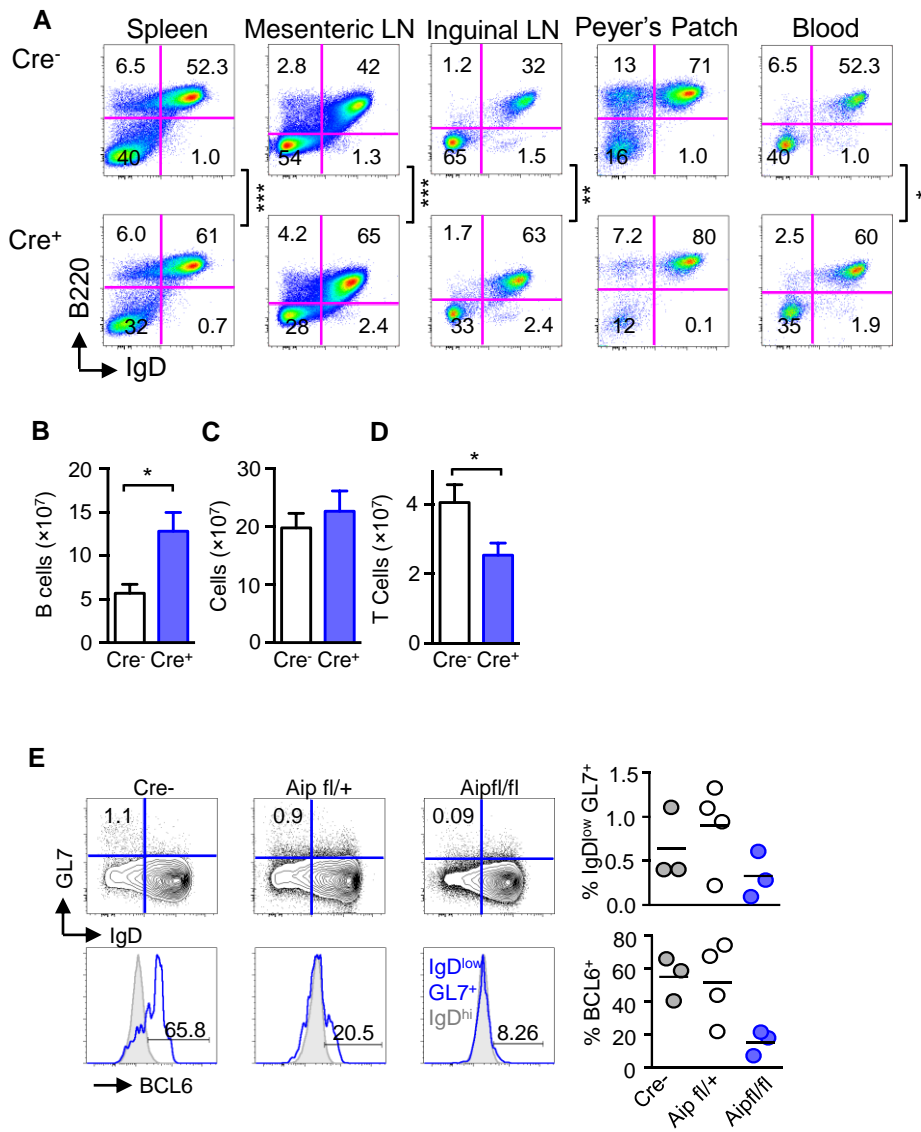 A
Spleen Mesenteric LN Inguinal LN Peyer's Patch Blood
Cre-
6.5 52.3 2.8 42 1.2 32 13 71 6.5 52.3
40 1.0 54 1.3 65 1.5 16 1.0 40 1.0
*** *** ** *
Cre+
6.0 61 4.2 65 1.7 63 7.2 80 2.5 60
32 0.7 28 2.4 33 2.4 12 0.1 35 1.9
B220
IgD
B C D
B cells (×10⁷)
20
15
10
5
0
*
Cre- Cre+
Cells (×10⁷)
30
20
10
0
Cre- Cre+
T Cells (×10⁷)
4
2
0
*
Cre- Cre+
E
Cre- Aip fl/+ Aipfl/fl
1.1 0.9 0.09
GL7
IgD
65.8 20.5 8.26
IgDlow
GL7+
IgDhi
BCL6
% IgDlow GL7+
1.5
1.0
0.5
0.0
% BCL6+
80
60
40
20
0
Cre- Aip fl/+ Aipfl/fl